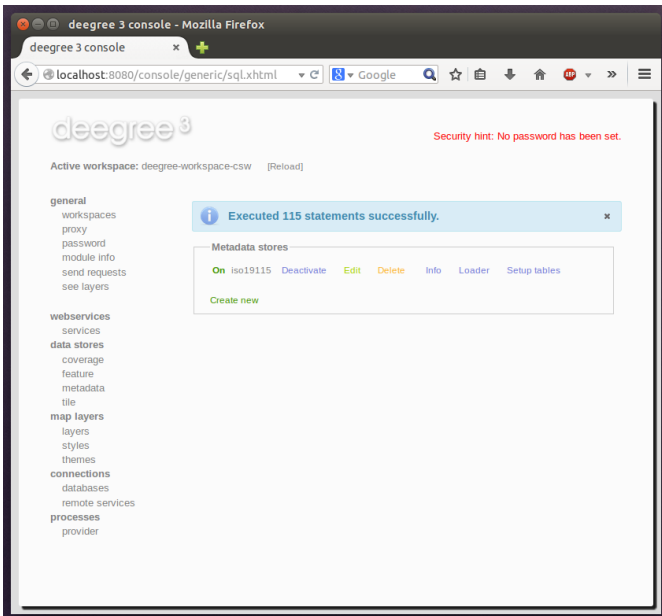 deegree 3 console - Mozilla Firefox
deegree 3 console
localhost:8080/console/generic/sql.xhtml
Google
ABP
deegree 3
Security hint: No password has been set.
Active workspace: deegree-workspace-csw [Reload]
general
workspaces
proxy
password
module info
send requests
see layers
webservices
services
data stores
coverage
feature
metadata
tile
map layers
layers
styles
themes
connections
databases
remote services
processes
provider
Executed 115 statements successfully.
Metadata stores
On iso19115 Deactivate Edit Delete Info Loader Setup tables
Create new